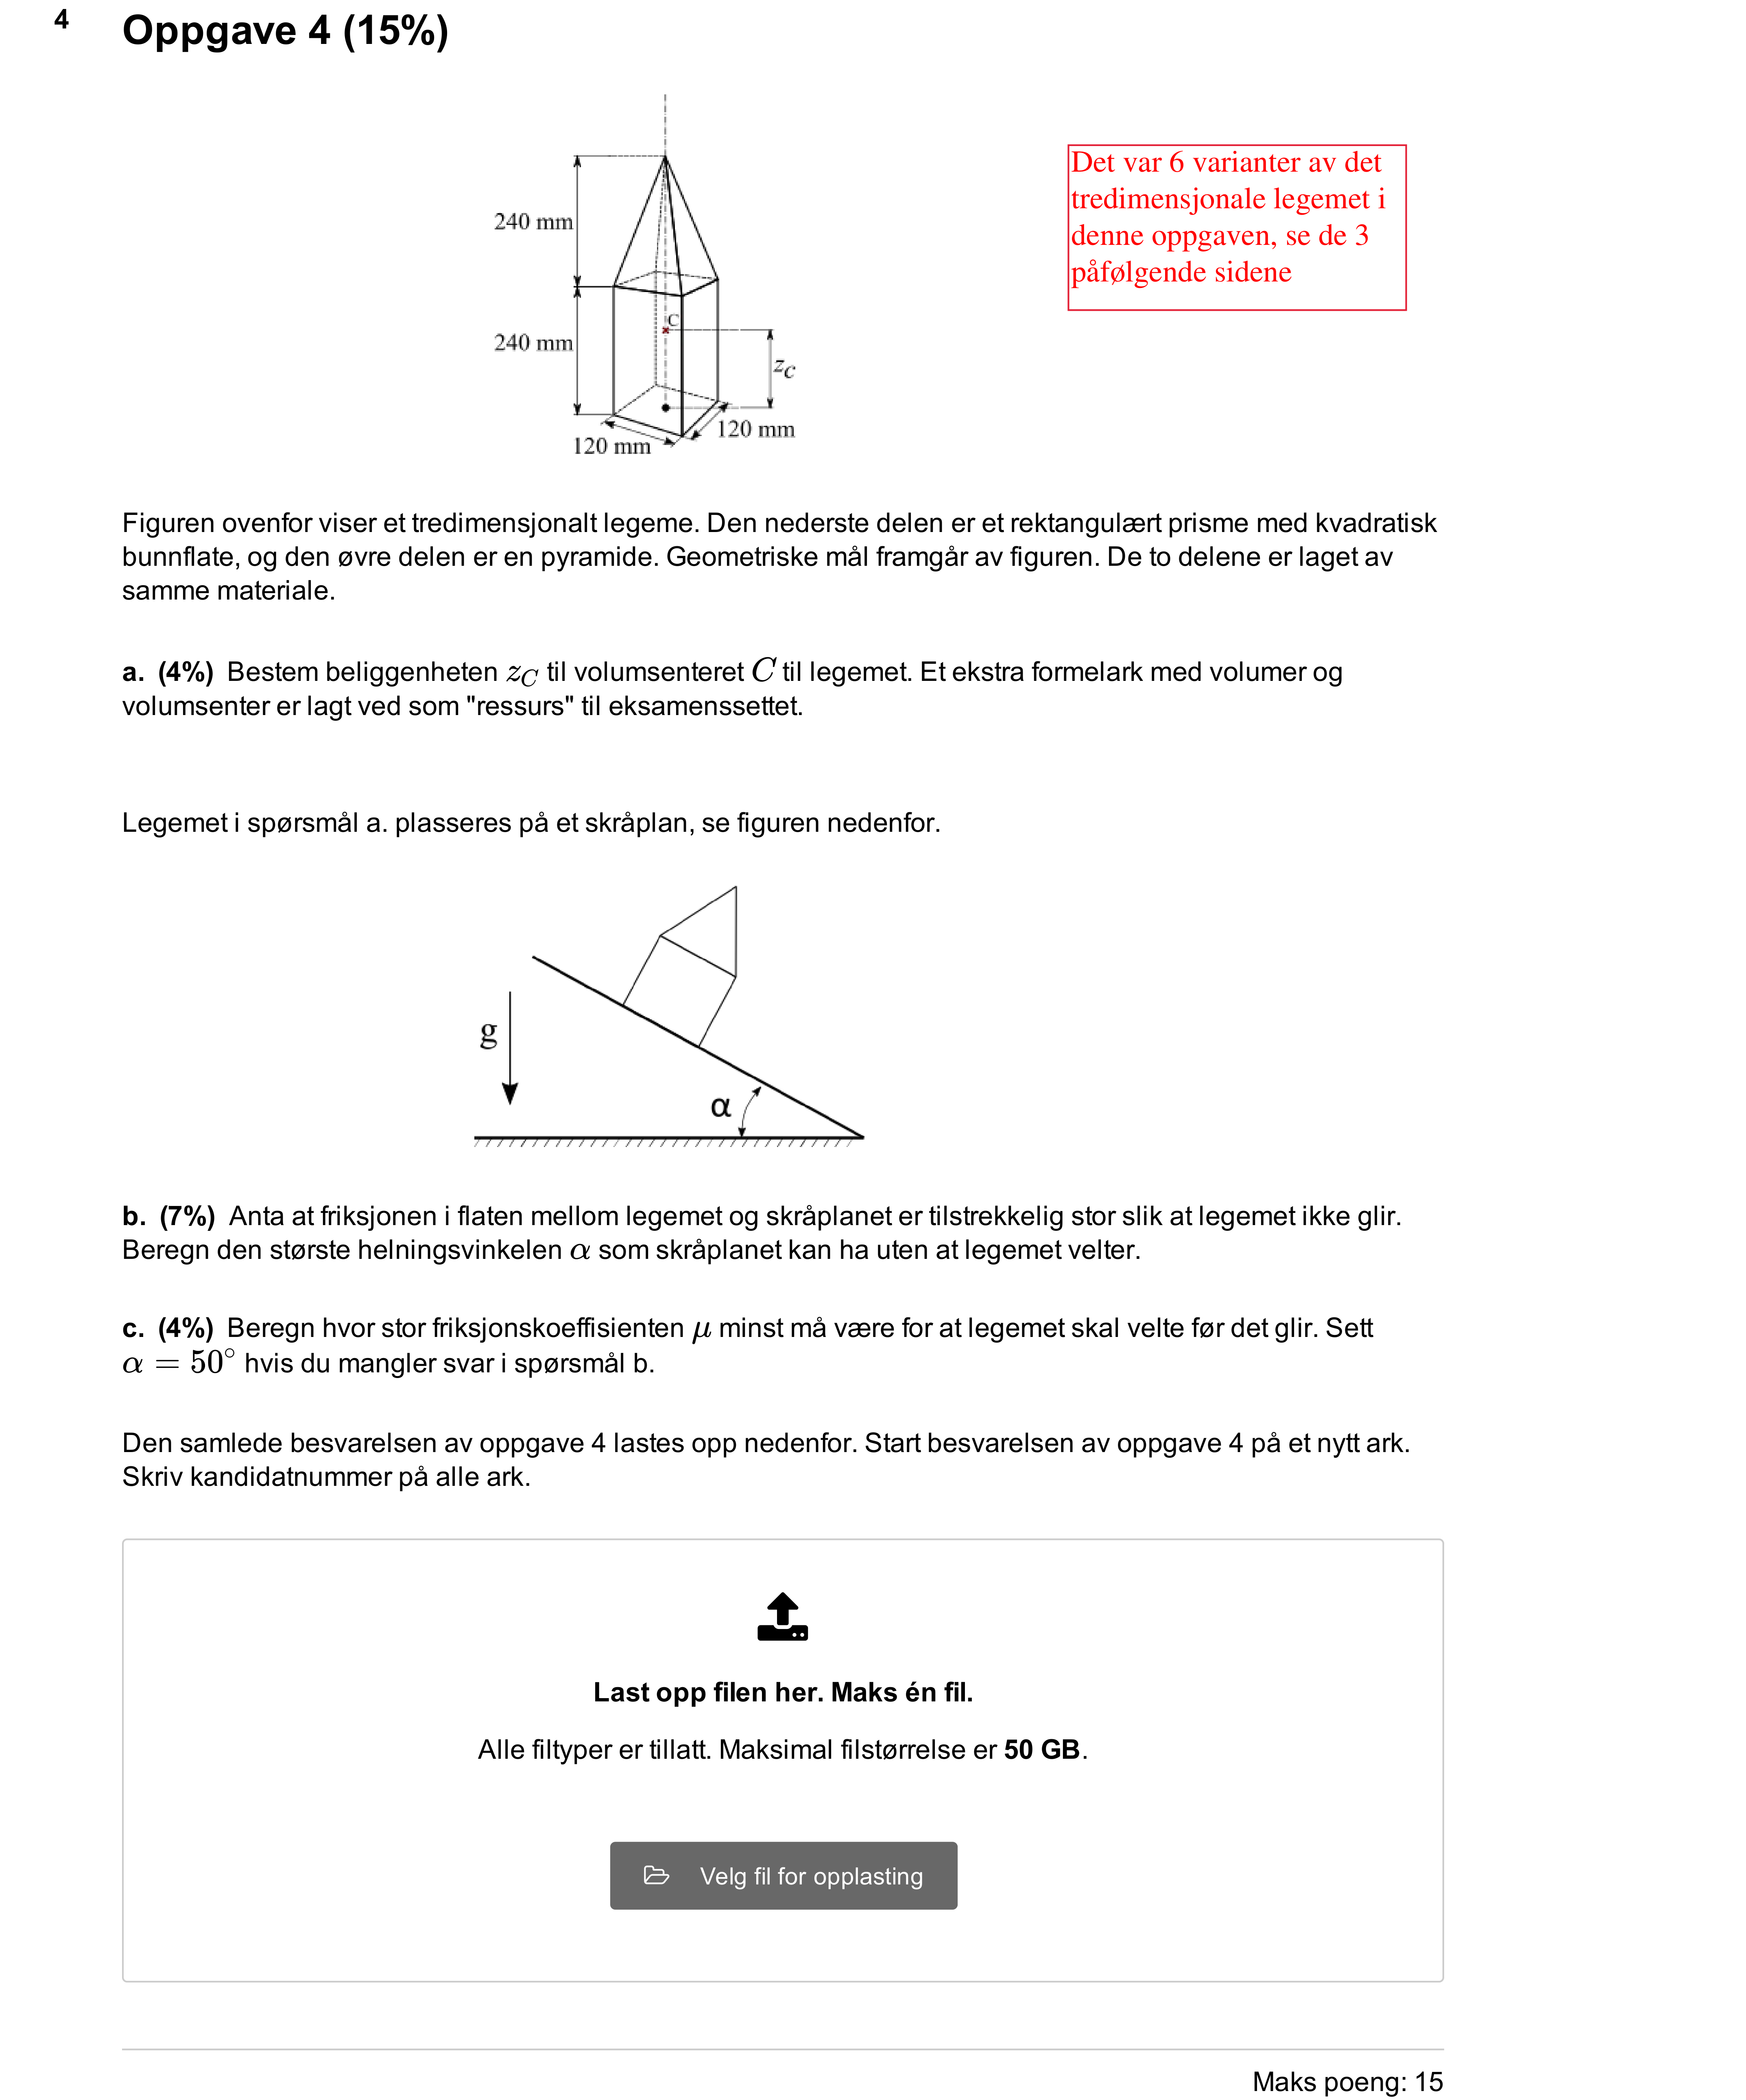 4
Oppgave 4 (15%)
240 mm
240 mm
C
z_C
120 mm
120 mm
Det var 6 varianter av det
tredimensjonale legemet i
denne oppgaven, se de 3
påfølgende sidene
Figuren ovenfor viser et tredimensjonalt legeme. Den nederste delen er et rektangulært prisme med kvadratisk
bunnflate, og den øvre delen er en pyramide. Geometriske mål framgår av figuren. De to delene er laget av
samme materiale.
a. (4%) Bestem beliggenheten z_C til volumsenteret C til legemet. Et ekstra formelark med volumer og
volumsenter er lagt ved som "ressurs" til eksamenssettet.
Legemet i spørsmål a. plasseres på et skråplan, se figuren nedenfor.
g
α
b. (7%) Anta at friksjonen i flaten mellom legemet og skråplanet er tilstrekkelig stor slik at legemet ikke glir.
Beregn den største helningsvinkelen α som skråplanet kan ha uten at legemet velter.
c. (4%) Beregn hvor stor friksjonskoeffisienten μ minst må være for at legemet skal velte før det glir. Sett
α = 50° hvis du mangler svar i spørsmål b.
Den samlede besvarelsen av oppgave 4 lastes opp nedenfor. Start besvarelsen av oppgave 4 på et nytt ark.
Skriv kandidatnummer på alle ark.
Last opp filen her. Maks én fil.
Alle filtyper er tillatt. Maksimal filstørrelse er 50 GB.
Velg fil for opplasting
Maks poeng: 15